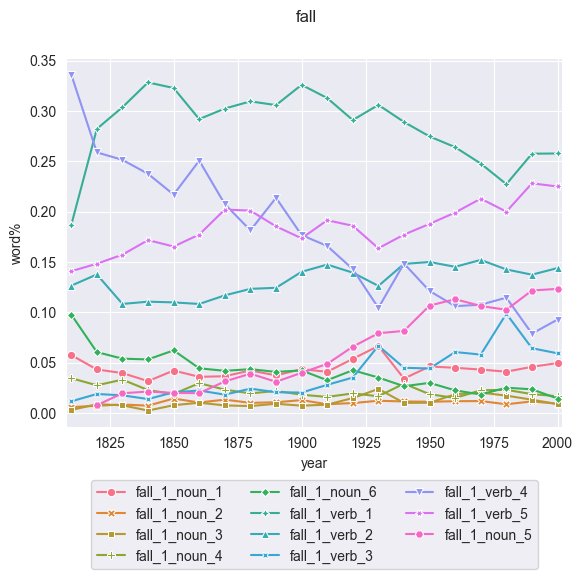 fall
0.35
0.30
0.25
0.20
0.15
0.10
0.05
0.00
word%
1825 1850 1875 1900 1925 1950 1975 2000
year
fall_1_noun_1 fall_1_noun_6 fall_1_verb_4
fall_1_noun_2 fall_1_verb_1 fall_1_verb_5
fall_1_noun_3 fall_1_verb_2 fall_1_noun_5
fall_1_noun_4 fall_1_verb_3